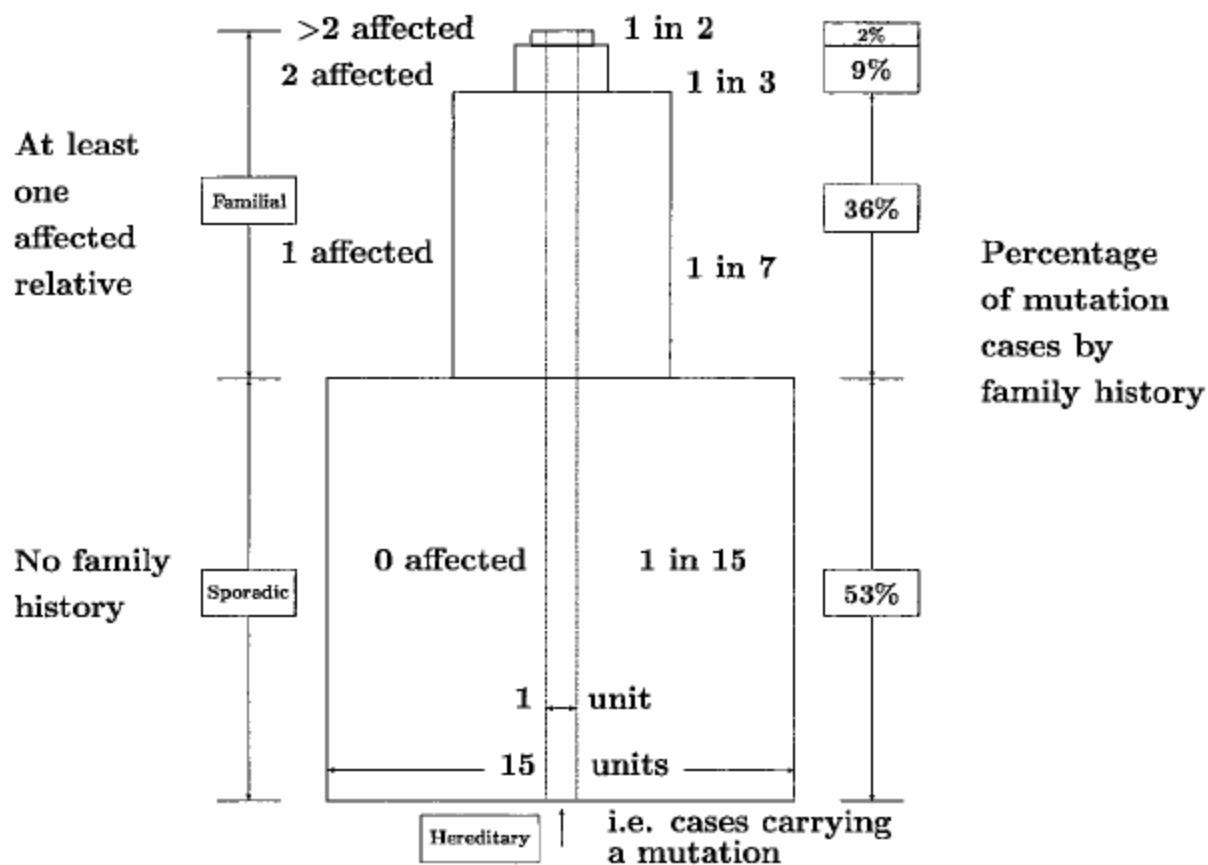 >2 affected
1 in 2
2%
2 affected
1 in 3
9%
At least
one
affected
relative
Familial
36%
1 affected
1 in 7
Percentage
of mutation
cases by
family history
No family
history
Sporadic
0 affected
1 in 15
53%
1 unit
15 units
Hereditary
i.e. cases carrying
a mutation